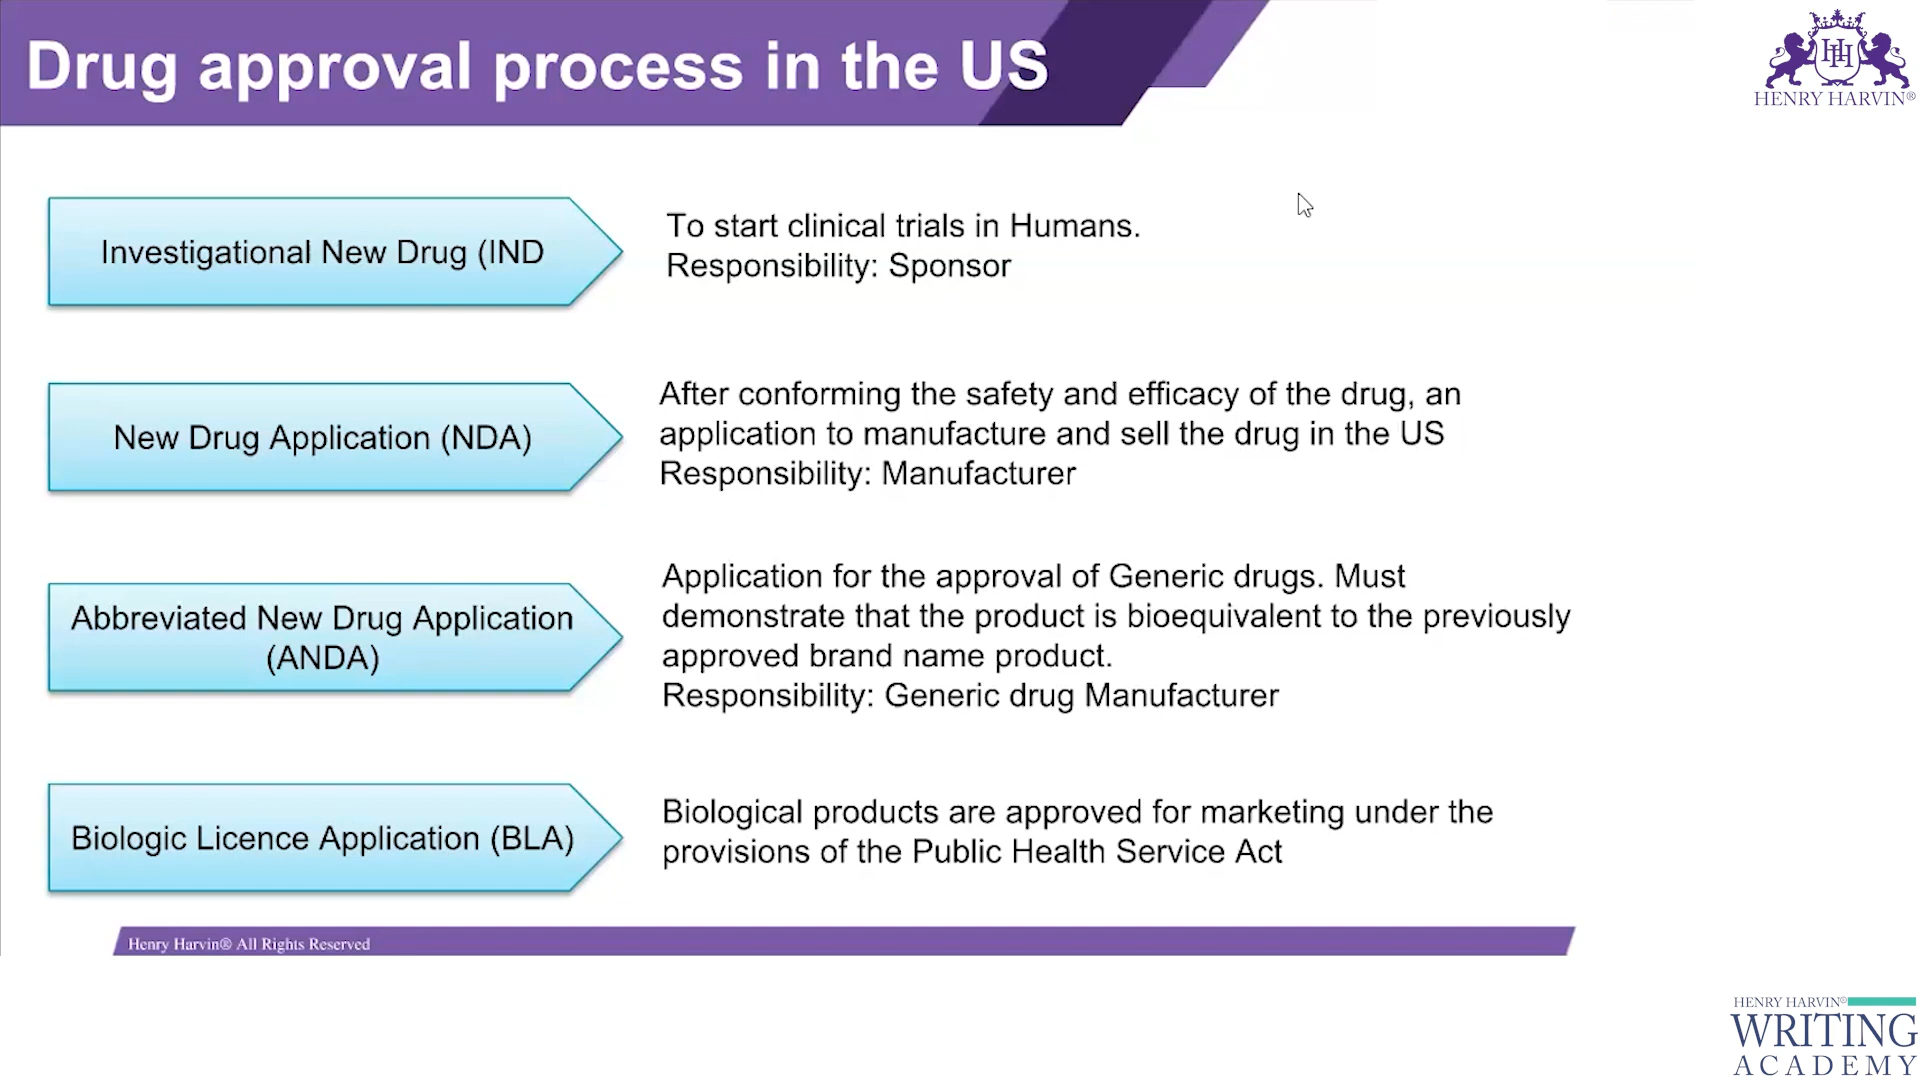 Drug approval process in the US
HH
HENRY HARVIN®
Investigational New Drug (IND
To start clinical trials in Humans.
Responsibility: Sponsor
New Drug Application (NDA)
After conforming the safety and efficacy of the drug, an
application to manufacture and sell the drug in the US
Responsibility: Manufacturer
Abbreviated New Drug Application
(ANDA)
Application for the approval of Generic drugs. Must
demonstrate that the product is bioequivalent to the previously
approved brand name product.
Responsibility: Generic drug Manufacturer
Biologic Licence Application (BLA)
Biological products are approved for marketing under the
provisions of the Public Health Service Act
Henry Harvin® All Rights Reserved
HENRY HARVIN®
WRITING
ACADEMY